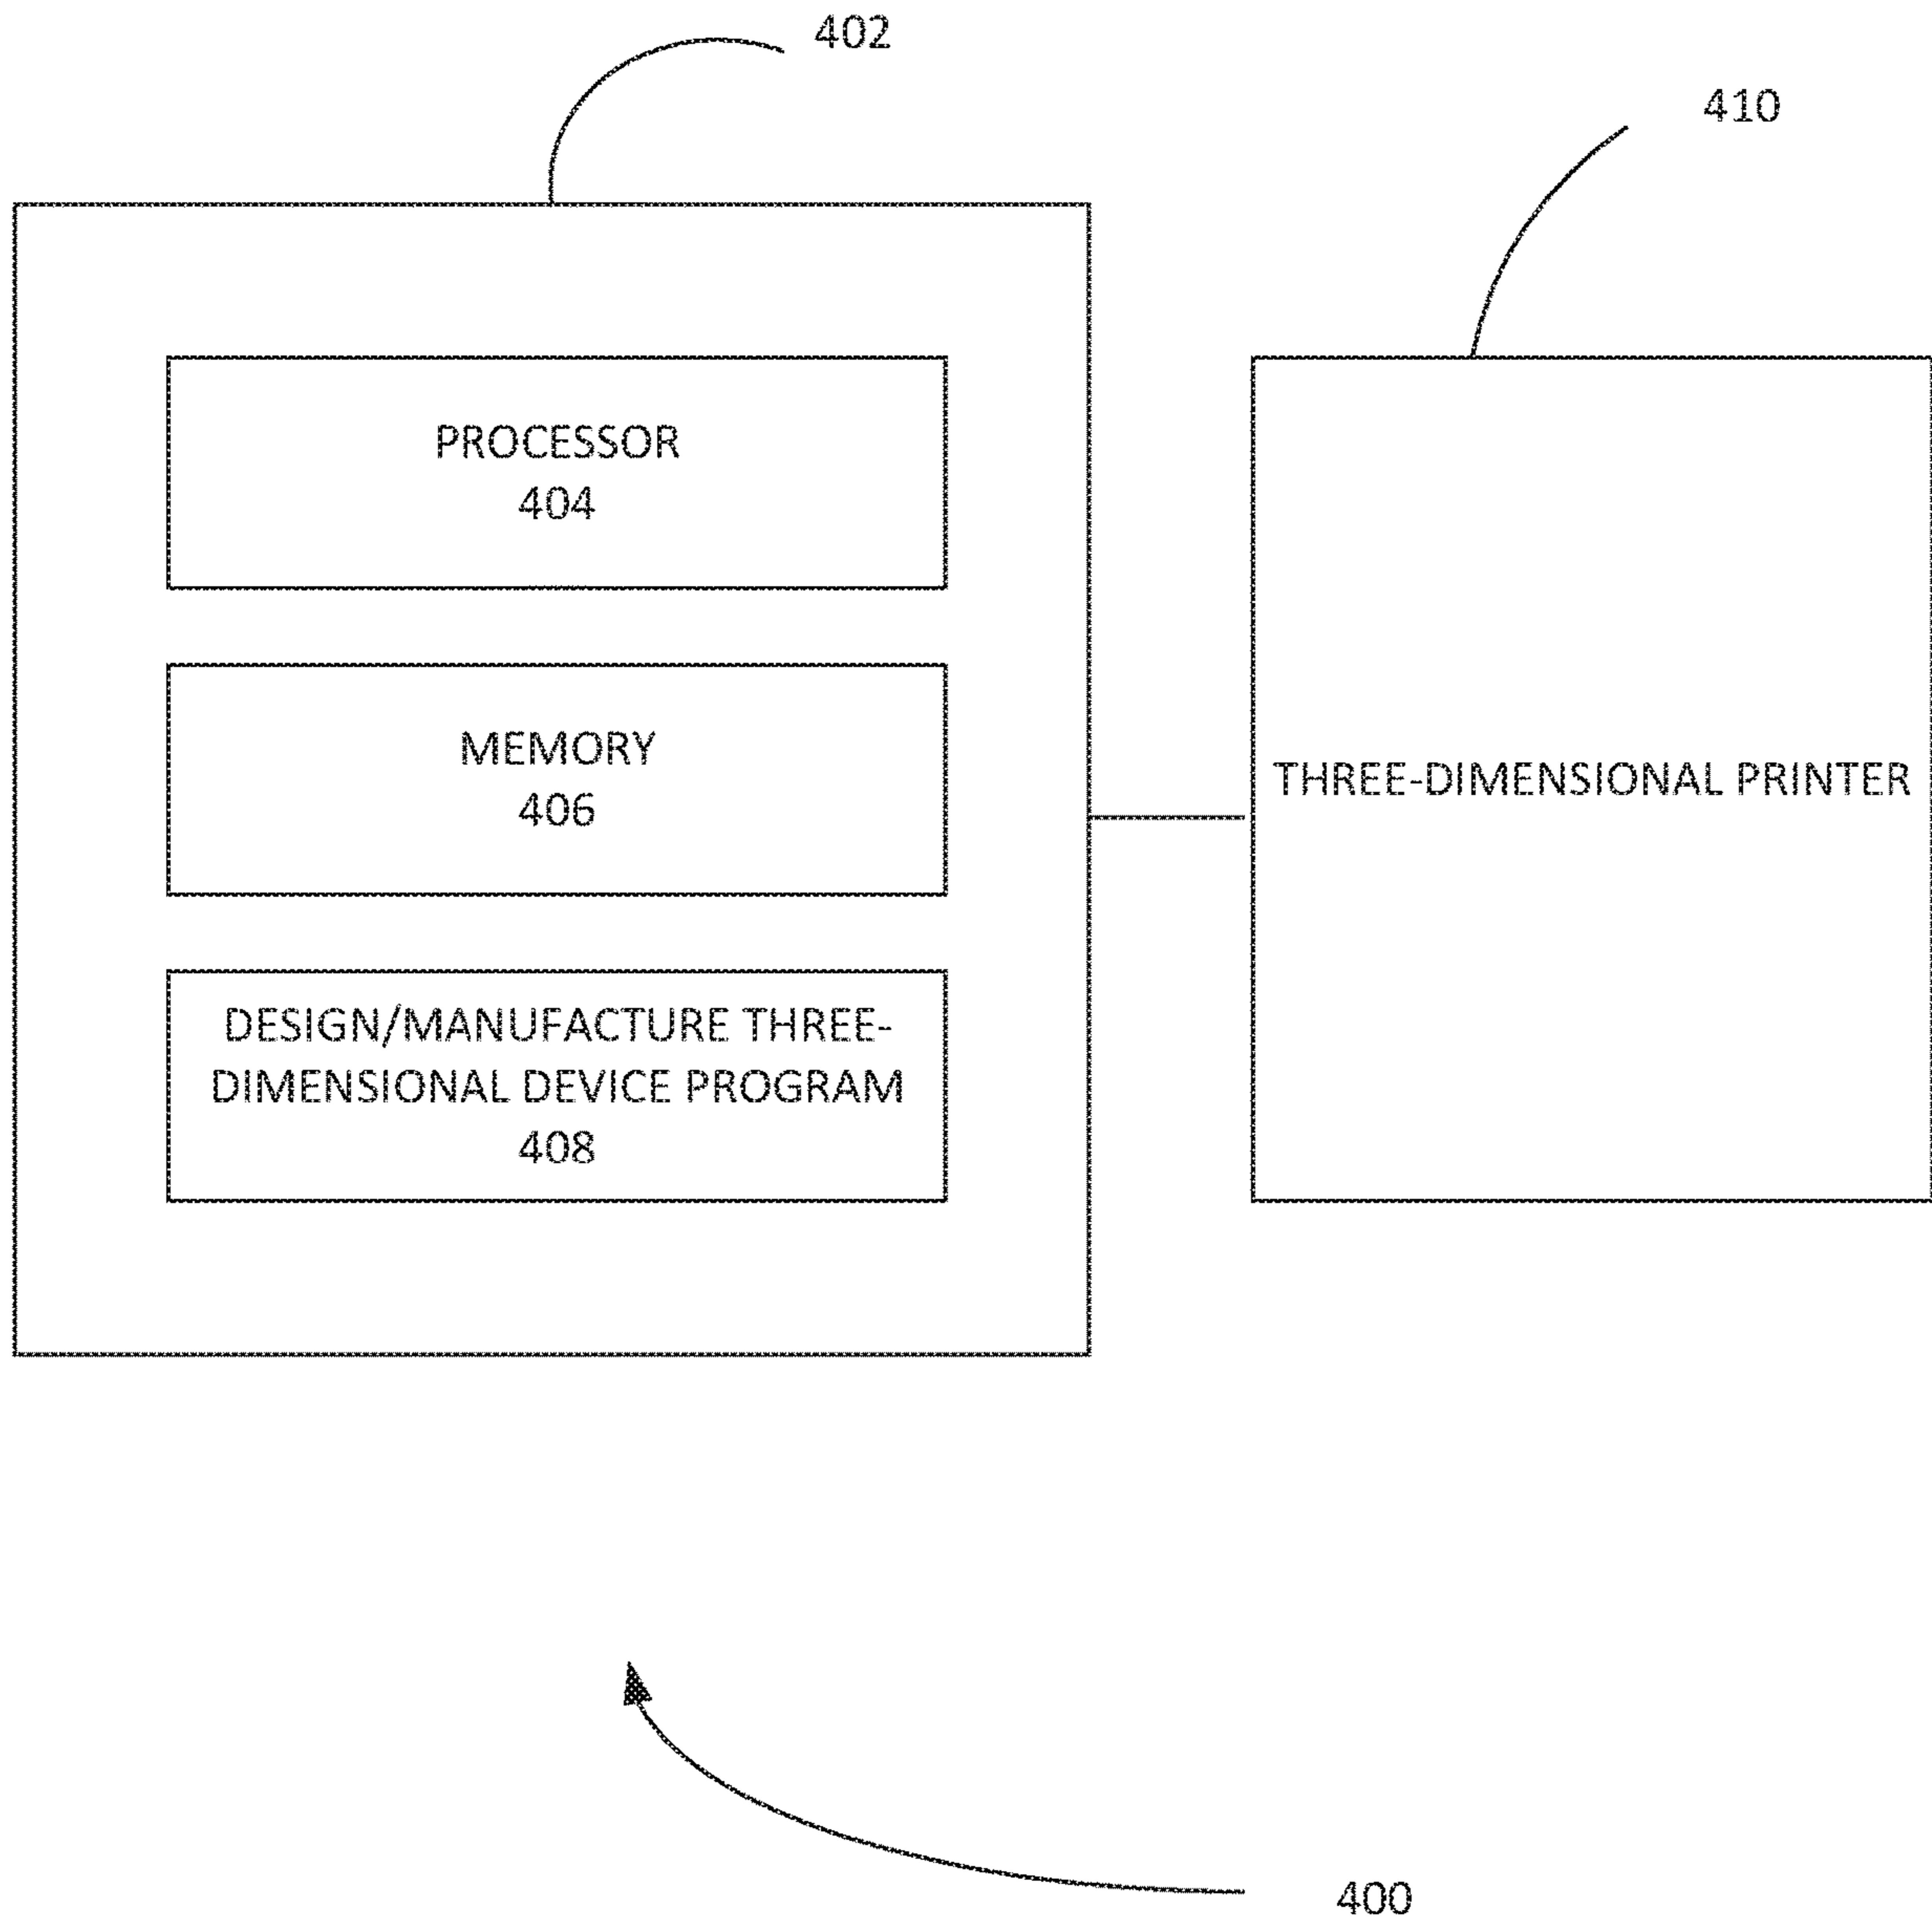 402
410
PROCESSOR
404
MEMORY
406
THREE-DIMENSIONAL PRINTER
DESIGN/MANUFACTURE THREE-
DIMENSIONAL DEVICE PROGRAM
408
400